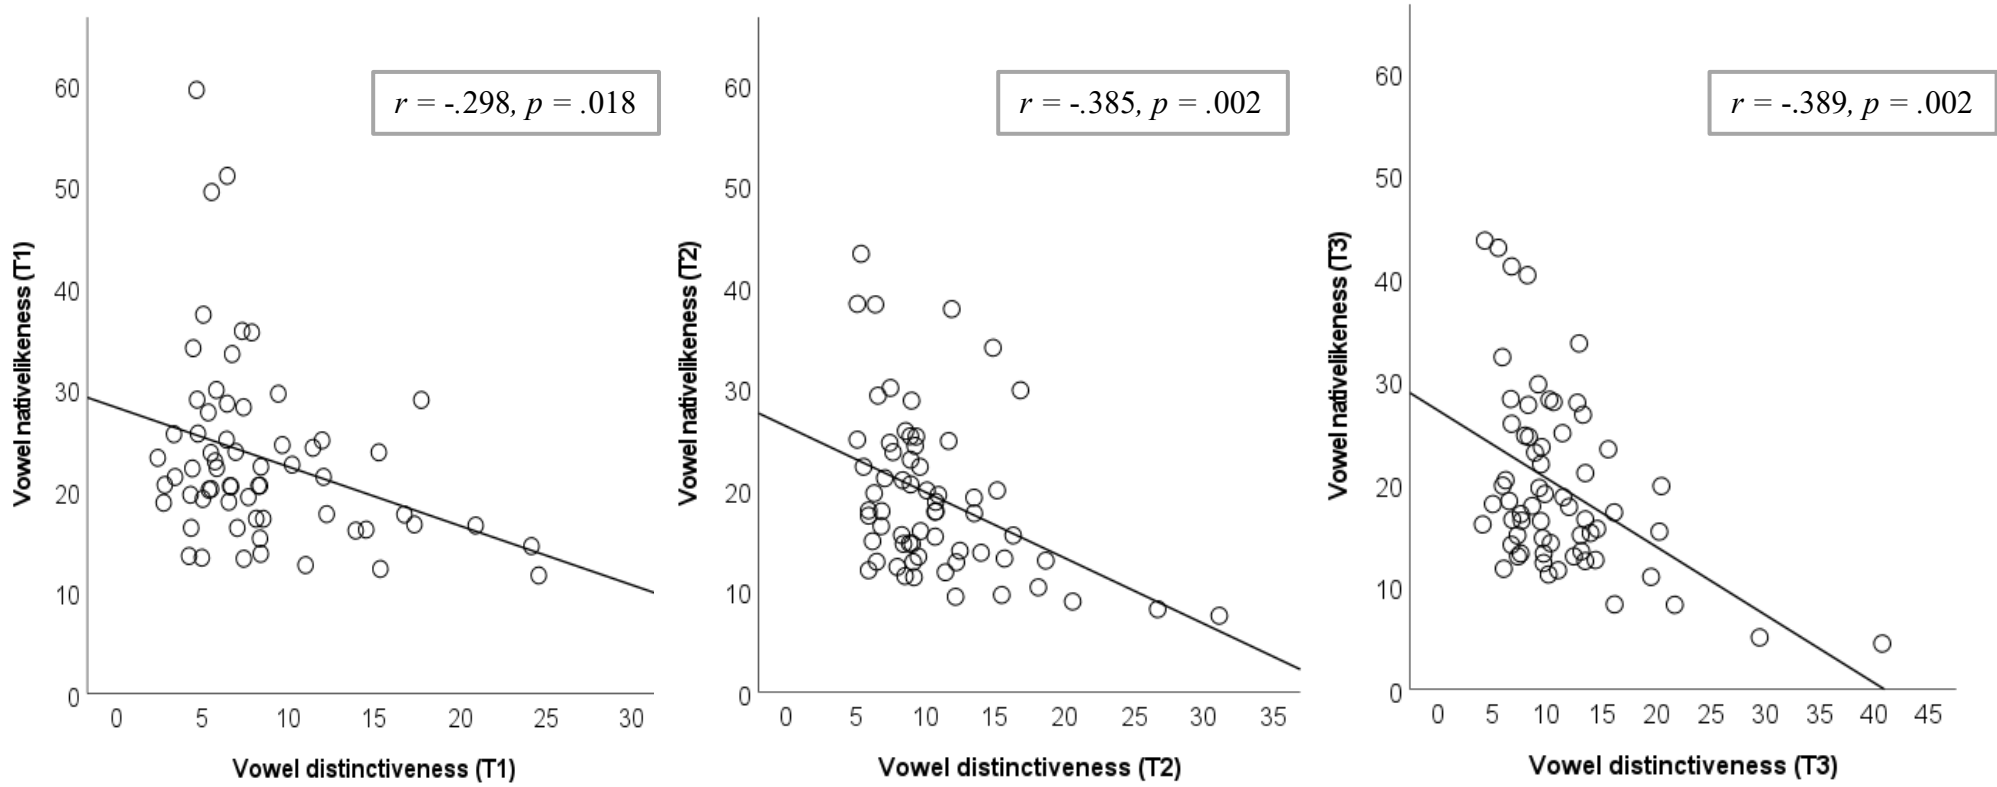 r = -.298, p = .018
60
50
40
30
20
10
0
Vowel nativelikeness (T1)
0 5 10 15 20 25 30
Vowel distinctiveness (T1)
r = -.385, p = .002
60
50
40
30
20
10
0
Vowel nativelikeness (T2)
0 5 10 15 20 25 30 35
Vowel distinctiveness (T2)
r = -.389, p = .002
60
50
40
30
20
10
0
Vowel nativelikeness (T3)
0 5 10 15 20 25 30 35 40 45
Vowel distinctiveness (T3)